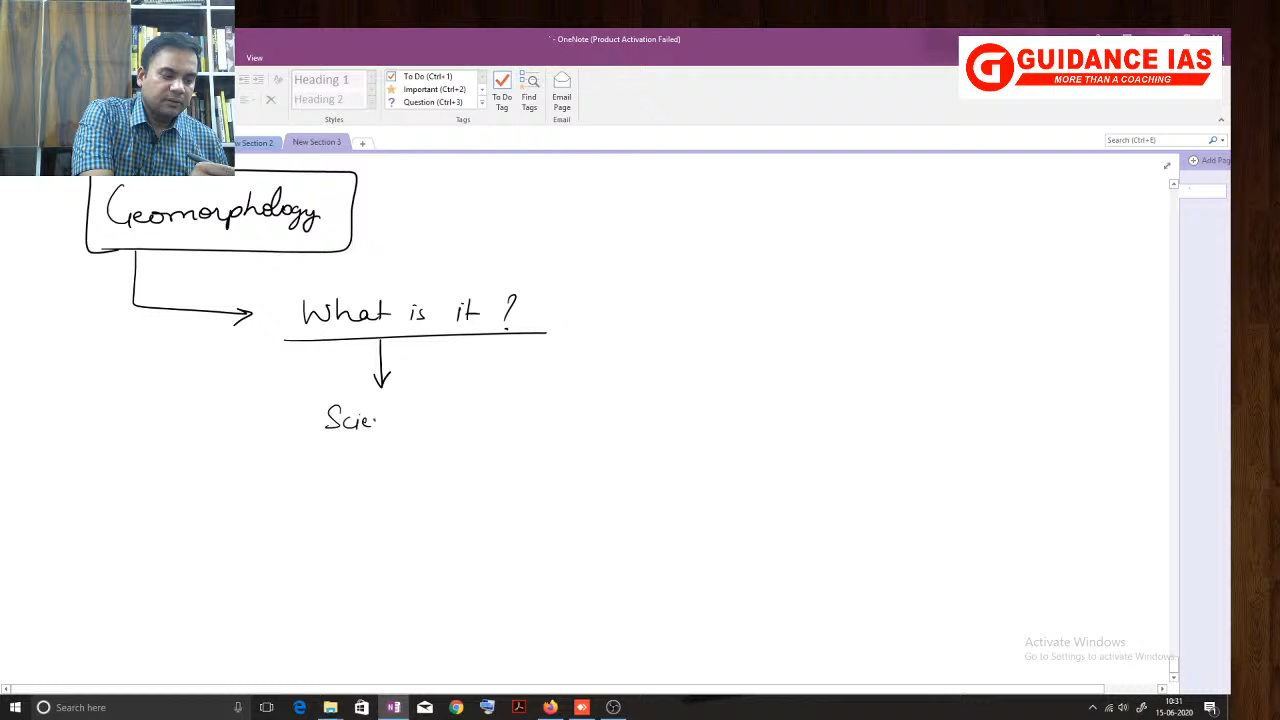 ' - OneNote (Product Activation Failed)
GUIDANCE IAS
MORE THAN A COACHING
View
Heading 1
Heading 2
Styles
To Do (Ctrl+1)
Important (Ctrl+2)
Question (Ctrl+3)
Tags
To Do
Tag
Find
Tags
Email
Page
Email
w Section 2
New Section 3
Search (Ctrl+E)
Add Pag
Geomorphology
What is it ?
Scie
Activate Windows
Go to Settings to activate Windows
Search here
10:31
15-06-2020